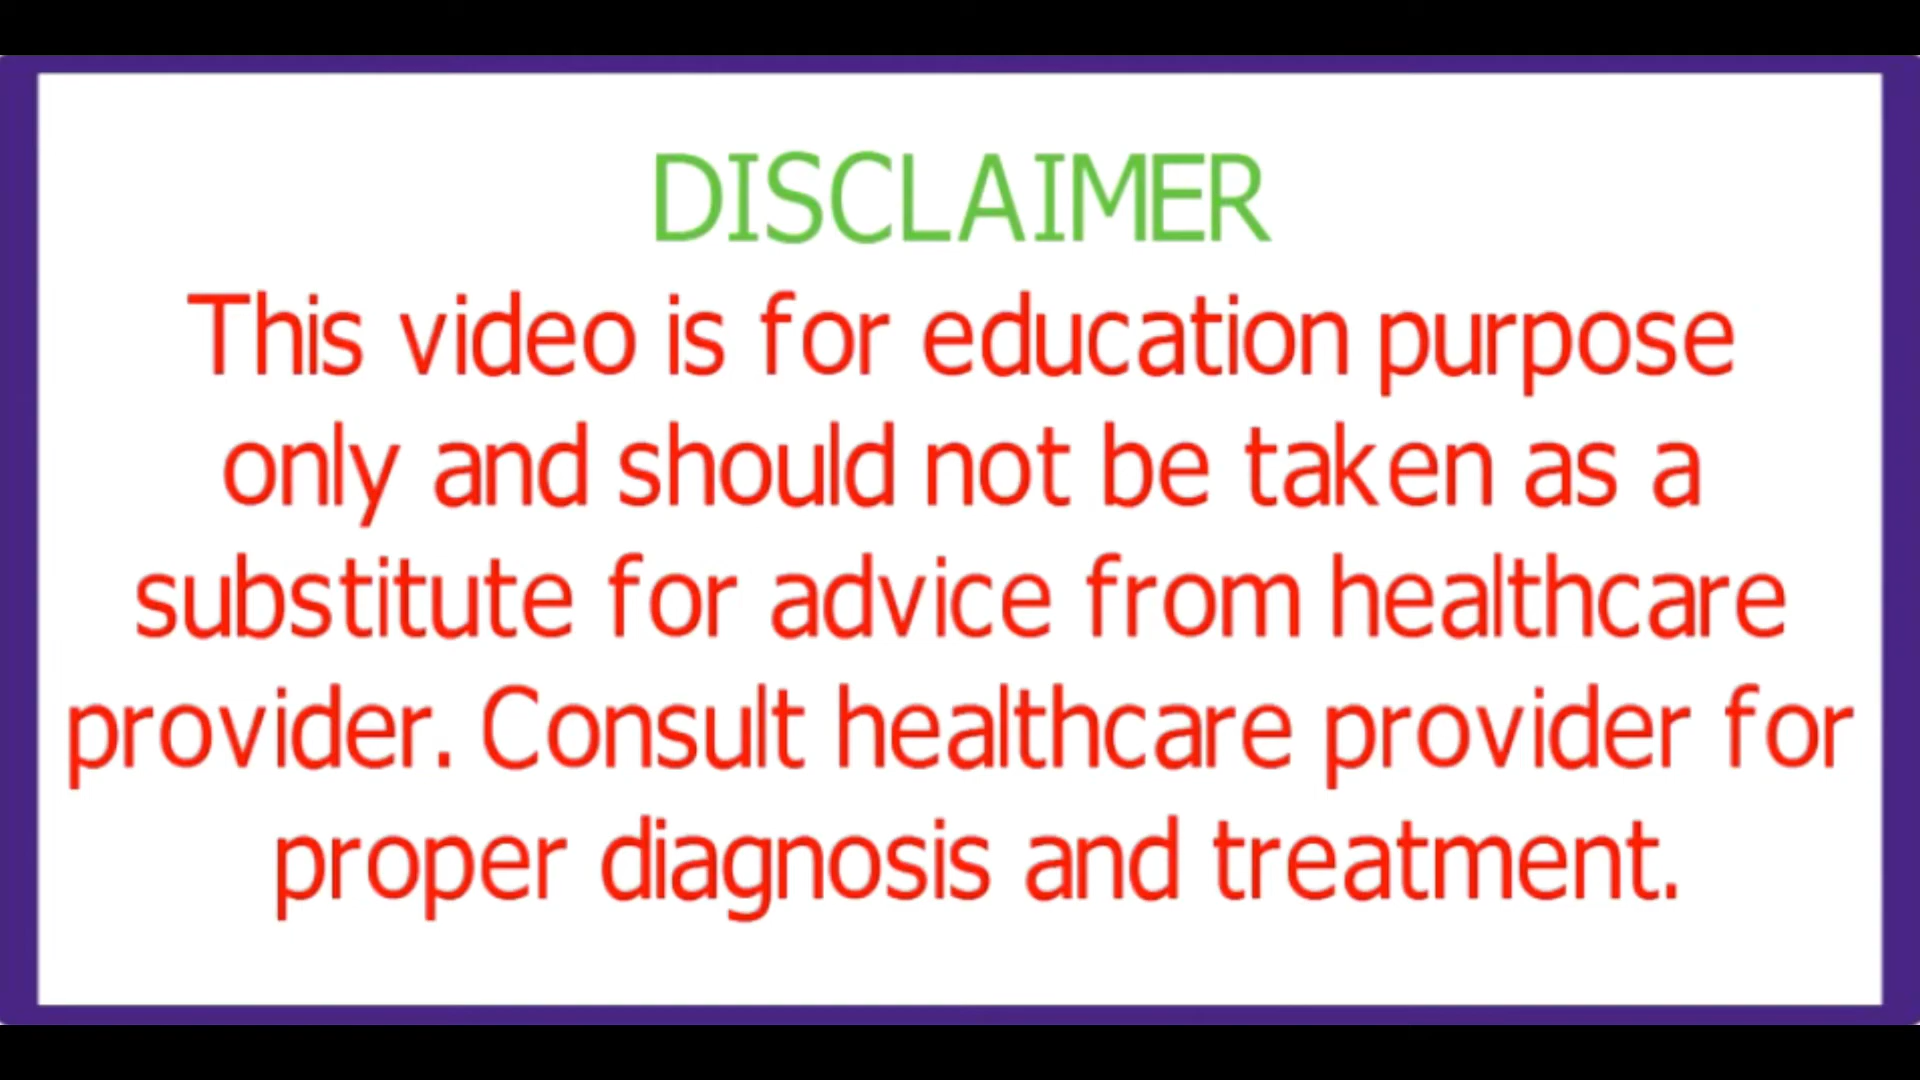 DISCLAIMER
This video is for education purpose
only and should not be taken as a
substitute for advice from healthcare
provider. Consult healthcare provider for
proper diagnosis and treatment.